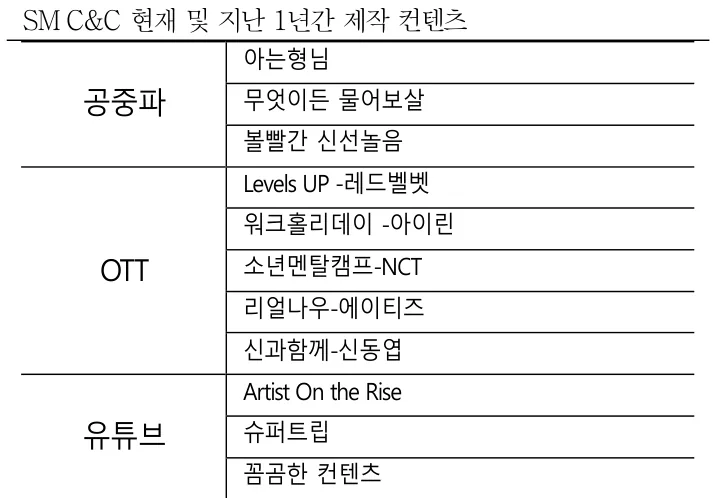 SM C&C 현재 및 지난 1년간 제작 컨텐츠
공중파
아는형님
무엇이든 물어보살
볼빨간 신선놀음
OTT
Levels UP -레드벨벳
워크홀리데이 -아이린
소년멘탈캠프-NCT
리얼나우-에이티즈
신과함께-신동엽
유튜브
Artist On the Rise
슈퍼트립
꼼꼼한 컨텐츠